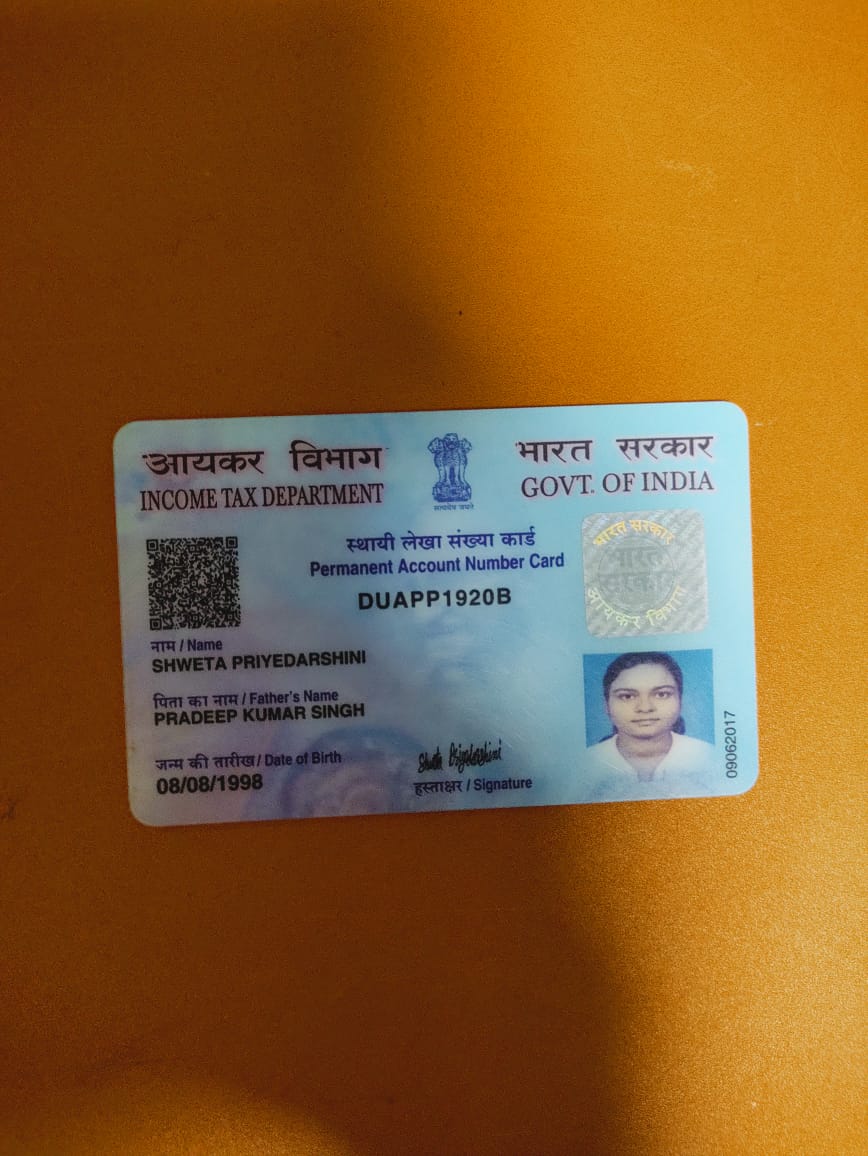 आयकर विभाग
INCOME TAX DEPARTMENT
सत्यमेव जयते
भारत सरकार
GOVT. OF INDIA
स्थायी लेखा संख्या कार्ड
Permanent Account Number Card
DUAPP1920B
भारत सरकार
भारत
सरकार
आयकर विभाग
नाम / Name
SHWETA PRIYEDARSHINI
पिता का नाम / Father's Name
PRADEEP KUMAR SINGH
जन्म की तारीख / Date of Birth
08/08/1998
Shweta Priyedarshini
हस्ताक्षर / Signature
09062017